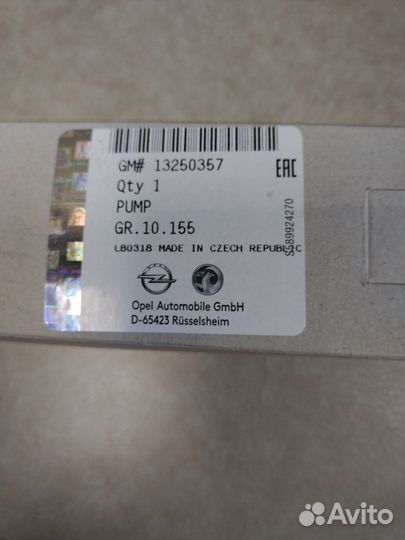 GM# 13250357
EAC
Qty 1
PUMP
GR.10.155
LB0318 MADE IN CZECH REPUBLIC
Opel Automobile GmbH
D-65423 Rüsselsheim
S589924270
Avito